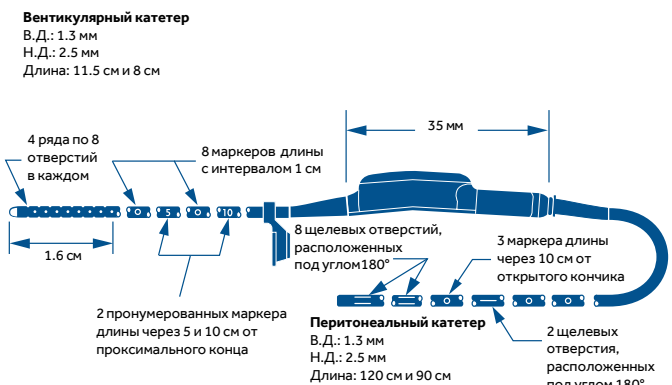 Вентикулярный катетер
В.Д.: 1.3 мм
Н.Д.: 2.5 мм
Длина: 11.5 см и 8 см
4 ряда по 8
отверстий
в каждом
8 маркеров длины
с интервалом 1 см
35 мм
5
10
1.6 см
8 щелевых отверстий,
расположенных
под углом180°
3 маркера длины
через 10 см от
открытого кончика
2 пронумерованных маркера
длины через 5 и 10 см от
проксимального конца
Перитонеальный катетер
В.Д.: 1.3 мм
Н.Д.: 2.5 мм
Длина: 120 см и 90 см
2 щелевых
отверстия,
расположенных
под углом 180°